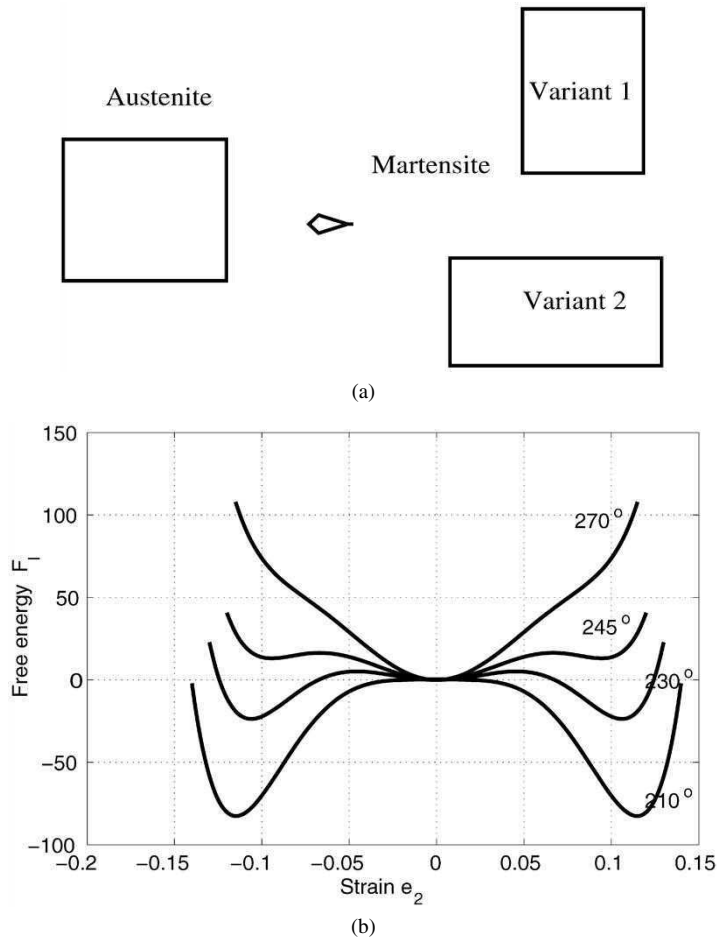 Austenite
Variant 1
Martensite
Variant 2
(a)
150
100
50
0
−50
−100
Free energy F_l
270 º
245 º
230 º
210 º
−0.2 −0.15 −0.1 −0.05 0 0.05 0.1 0.15
Strain e_2
(b)